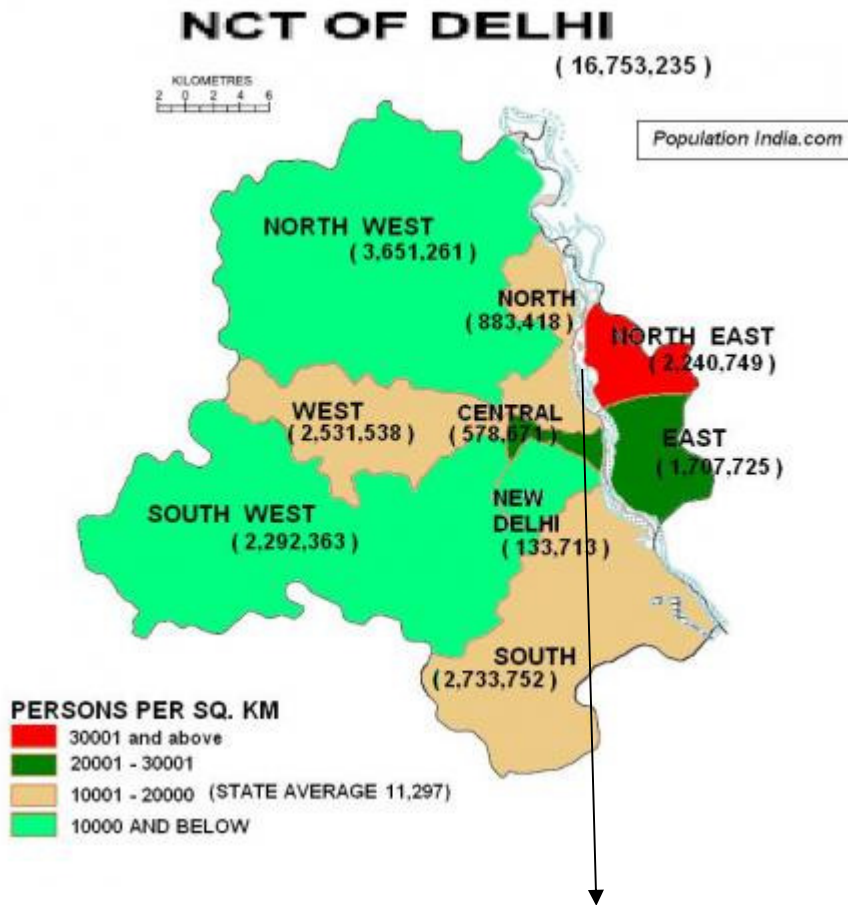 NCT OF DELHI
( 16,753,235 )
KILOMETRES
2 0 2 4 6
Population India.com
NORTH WEST
( 3,651,261 )
NORTH
( 883,418 )
NORTH EAST
( 2,240,749 )
WEST
( 2,531,538 )
CENTRAL
( 578,671 )
EAST
( 1,707,725 )
SOUTH WEST
( 2,292,363 )
NEW
DELHI
( 133,713 )
SOUTH
( 2,733,752 )
PERSONS PER SQ. KM
30001 and above
20001 - 30001
10001 - 20000 (STATE AVERAGE 11,297)
10000 AND BELOW